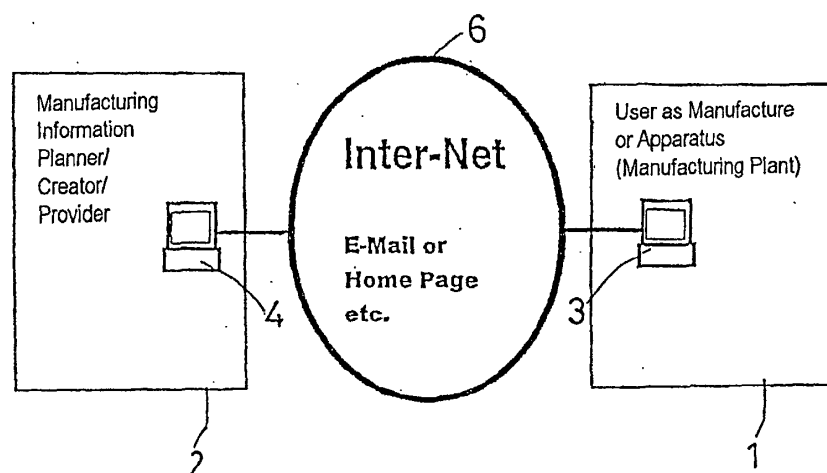 6
Manufacturing
Information
Planner/
Creator/
Provider
4
2
Inter-Net
E-Mail or
Home Page
etc.
User as Manufacture
or Apparatus
(Manufacturing Plant)
3
1